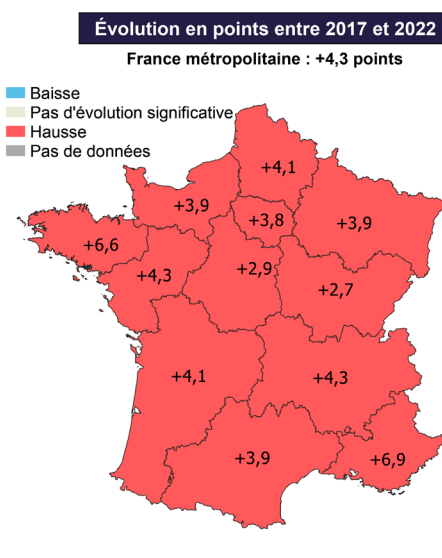 Évolution en points entre 2017 et 2022
France métropolitaine : +4,3 points
Baisse
Pas d'évolution significative
Hausse
Pas de données
+4,1
+3,9
+3,8
+3,9
+6,6
+4,3
+2,9
+2,7
+4,1
+4,3
+3,9
+6,9